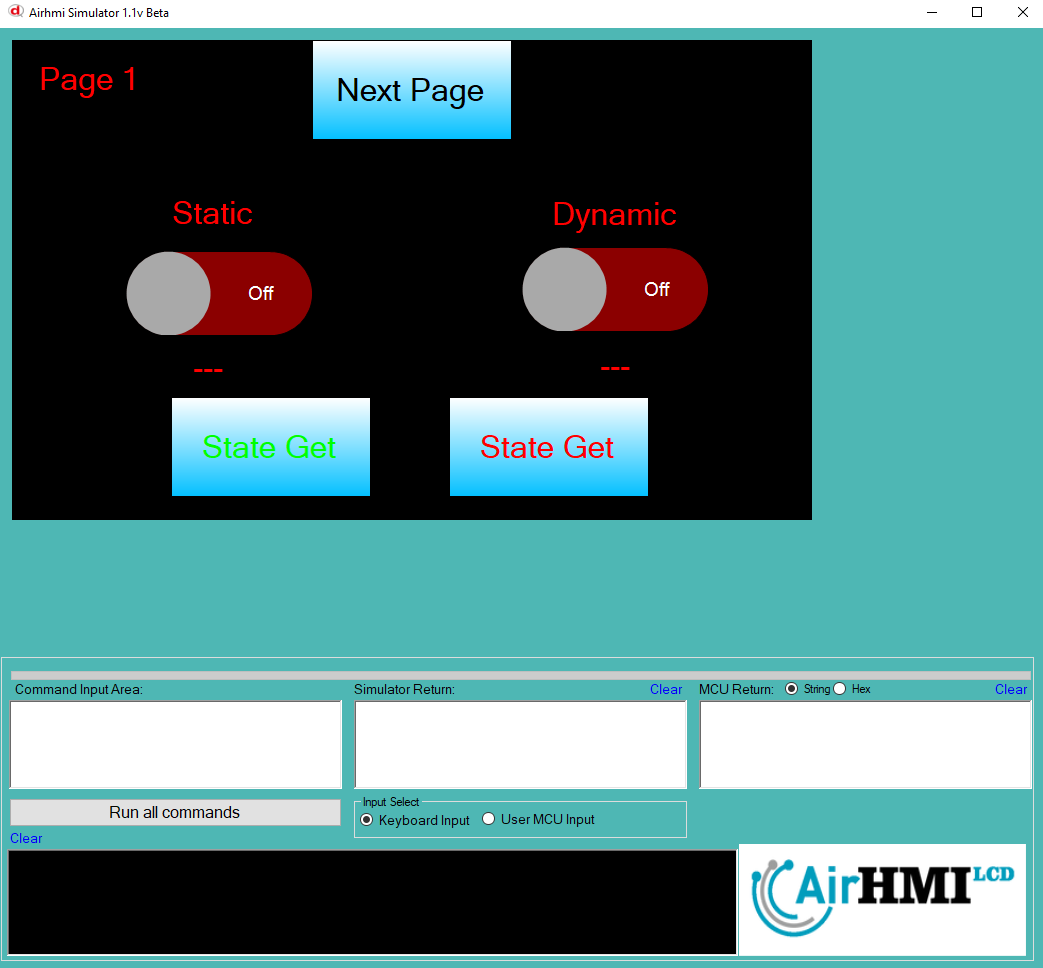 Airhmi Simulator 1.1v Beta
Page 1
Next Page
Static
Dynamic
Off
Off
---
---
State Get
State Get
Command Input Area:
Simulator Return:
Clear
MCU Return:
String
Hex
Clear
Run all commands
Input Select
Keyboard Input
User MCU Input
Clear
AirHMI LCD